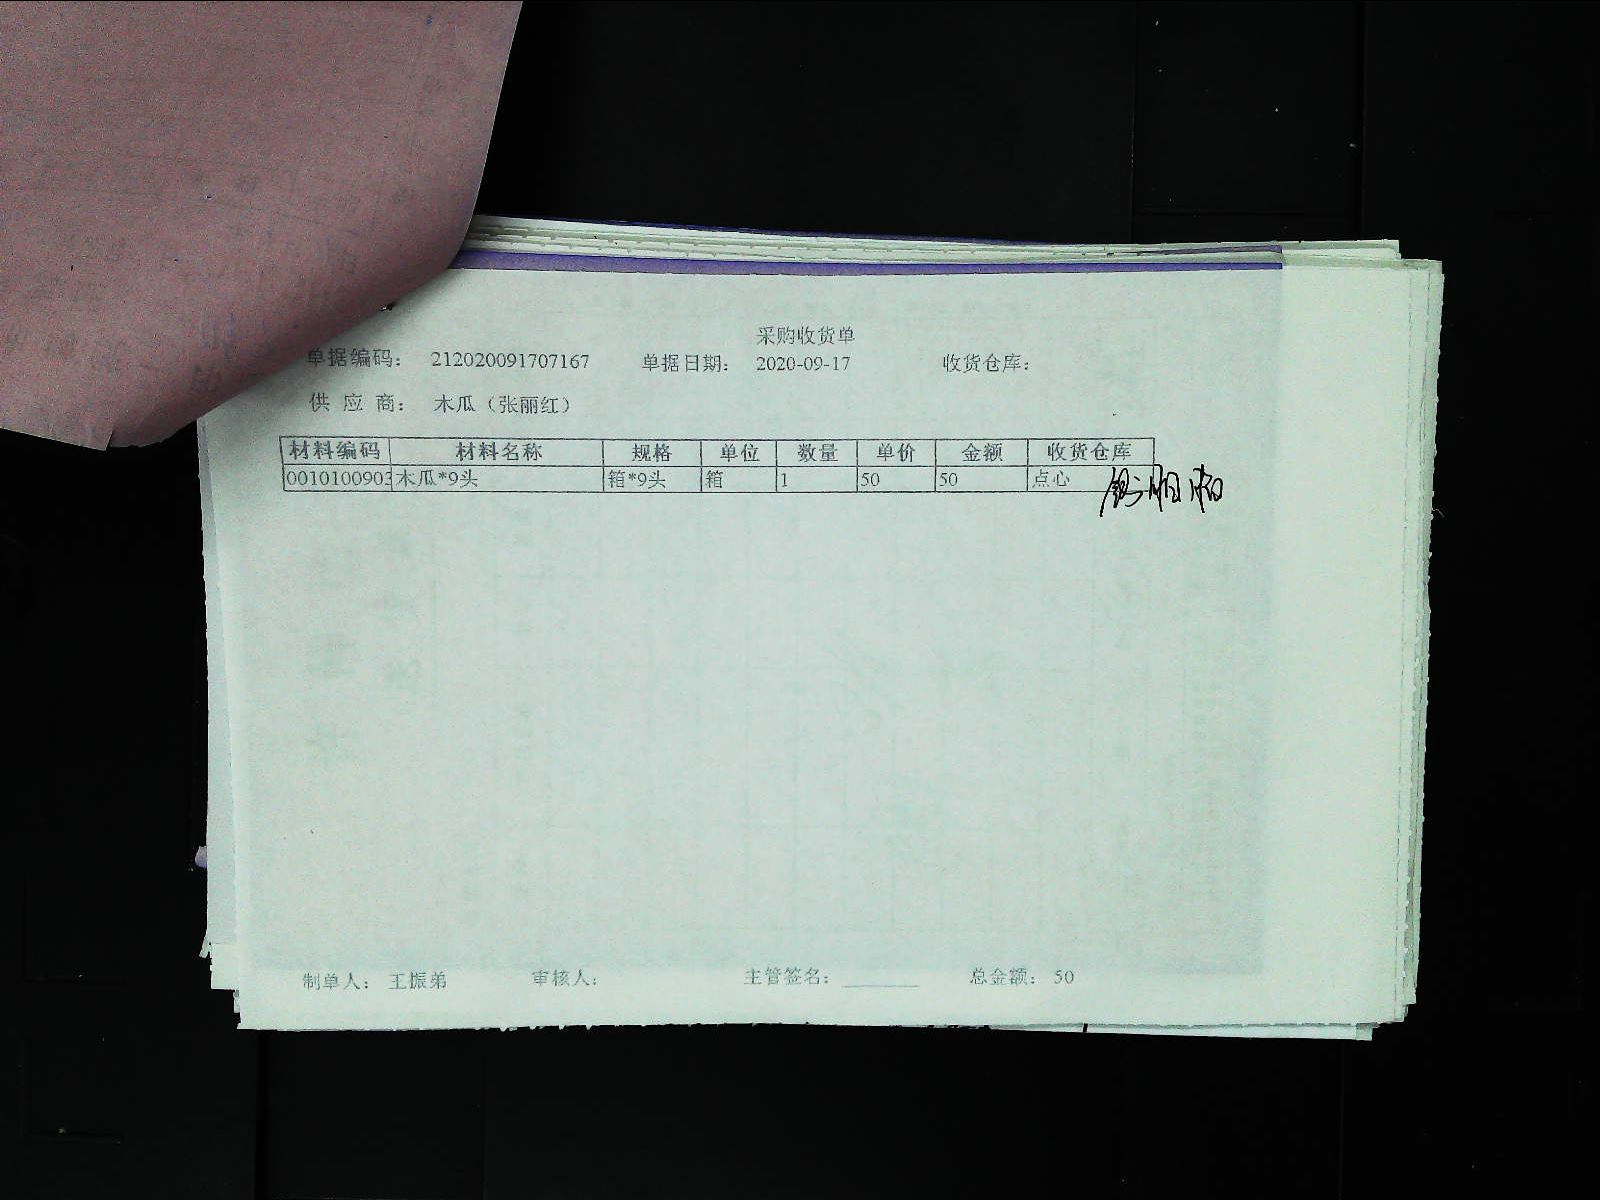 采购收货单
单据编码： 212020091707167 单据日期： 2020-09-17 收货仓库：
供 应 商： 木瓜（张丽红）
材料编码 材料名称 规格 单位 数量 单价 金额 收货仓库
0010100903 木瓜*9头 箱*9头 箱 1 50 50 点心
制单人： 王振弟 审核人： 主管签名： ________ 总金额： 50